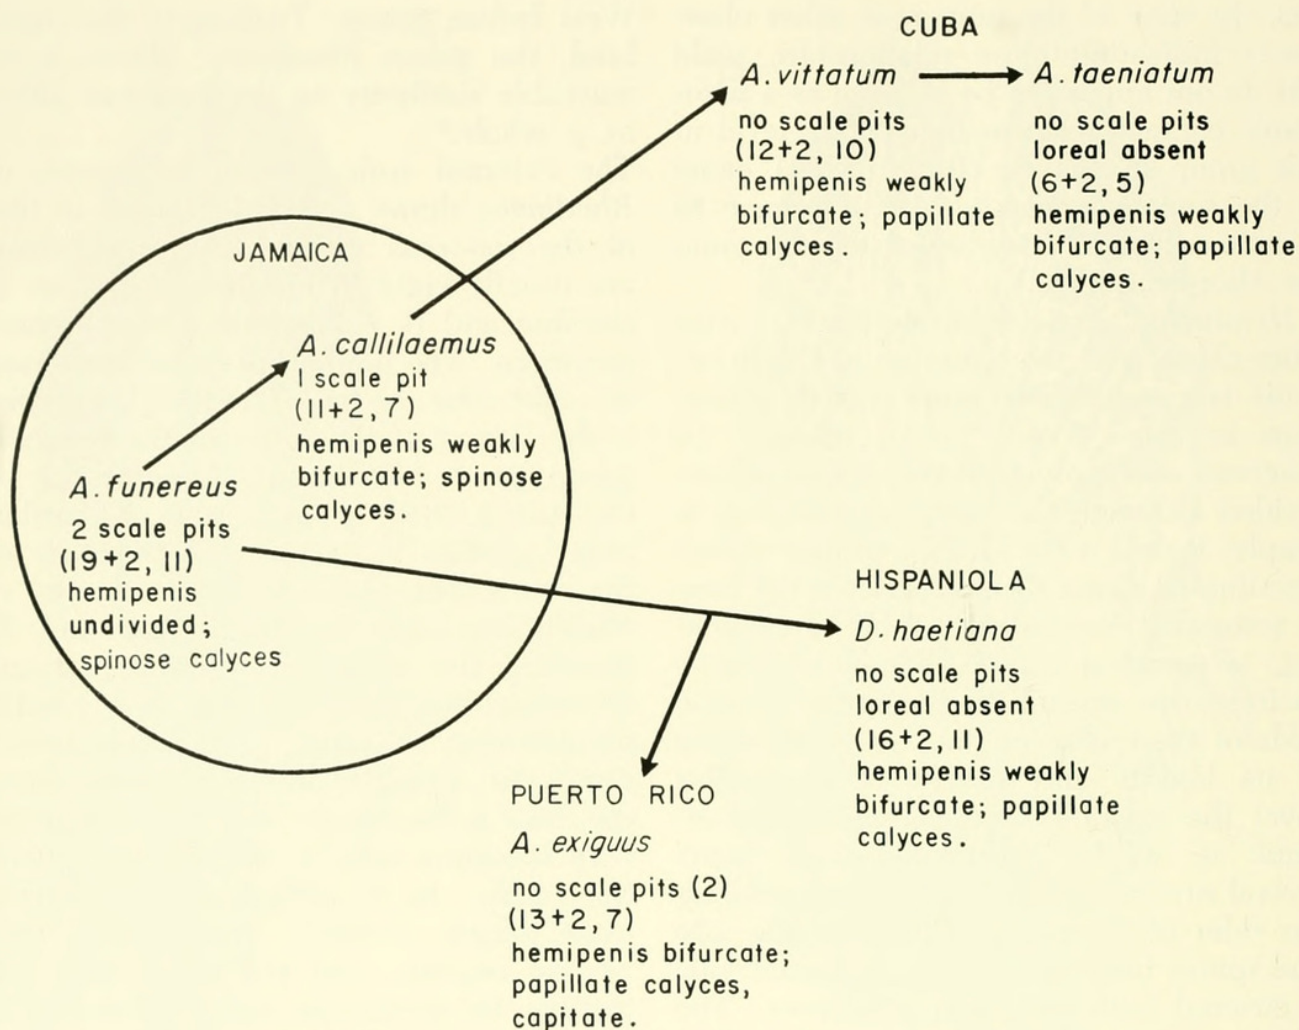 CUBA
A. vittatum
no scale pits
(12+2, 10)
hemipenis weakly
bifurcate; papillate
calyces.
A. taeniatum
no scale pits
loreal absent
(6+2, 5)
hemipenis weakly
bifurcate; papillate
calyces.
JAMAICA
A. callilaemus
1 scale pit
(11+2, 7)
hemipenis weakly
bifurcate; spinose
calyces.
A. funereus
2 scale pits
(19+2, 11)
hemipenis
undivided;
spinose calyces
HISPANIOLA
D. haetiana
no scale pits
loreal absent
(16+2, 11)
hemipenis weakly
bifurcate; papillate
calyces.
PUERTO RICO
A. exiguus
no scale pits (2)
(13+2, 7)
hemipenis bifurcate;
papillate calyces,
capitate.